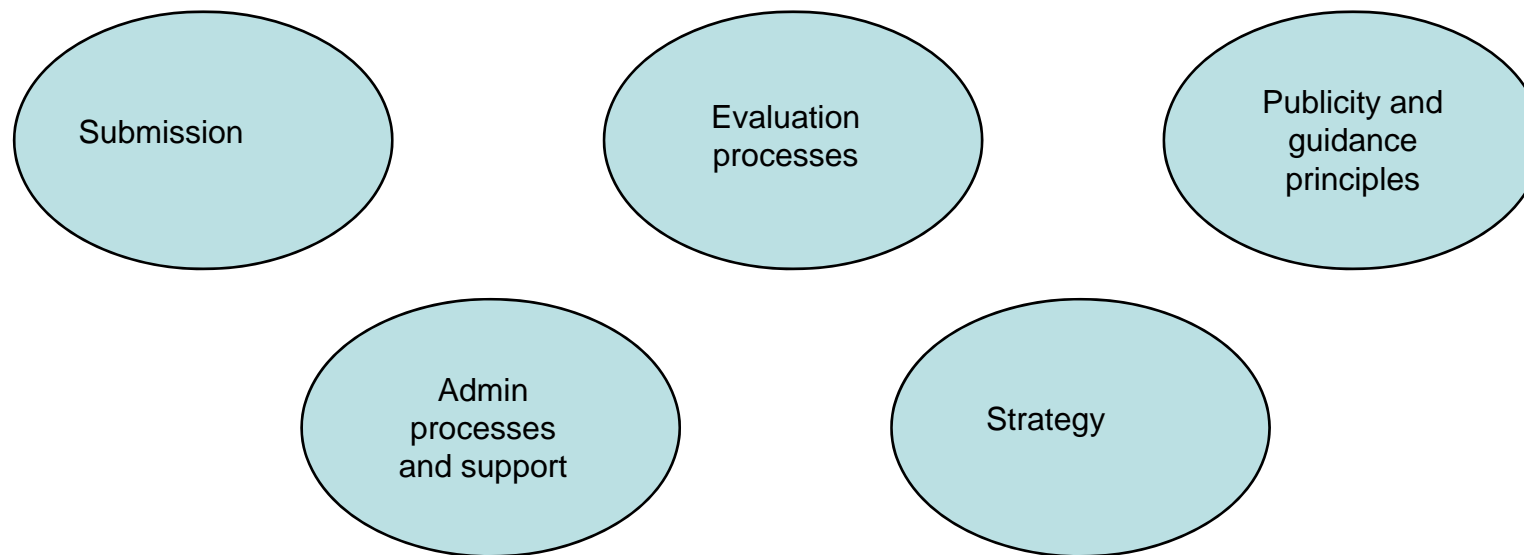 Submission
Evaluation
processes
Publicity and
guidance
principles
Admin
processes
and support
Strategy